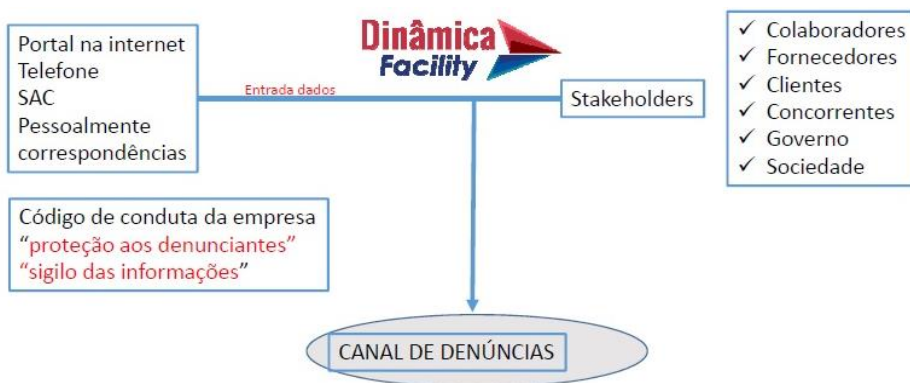 Portal na internet
Telefone
SAC
Pessoalmente
correspondências
Entrada dados
Dinâmica
Facility
Stakeholders
✓ Colaboradores
✓ Fornecedores
✓ Clientes
✓ Concorrentes
✓ Governo
✓ Sociedade
Código de conduta da empresa
“proteção aos denunciantes”
“sigilo das informações”
CANAL DE DENÚNCIAS